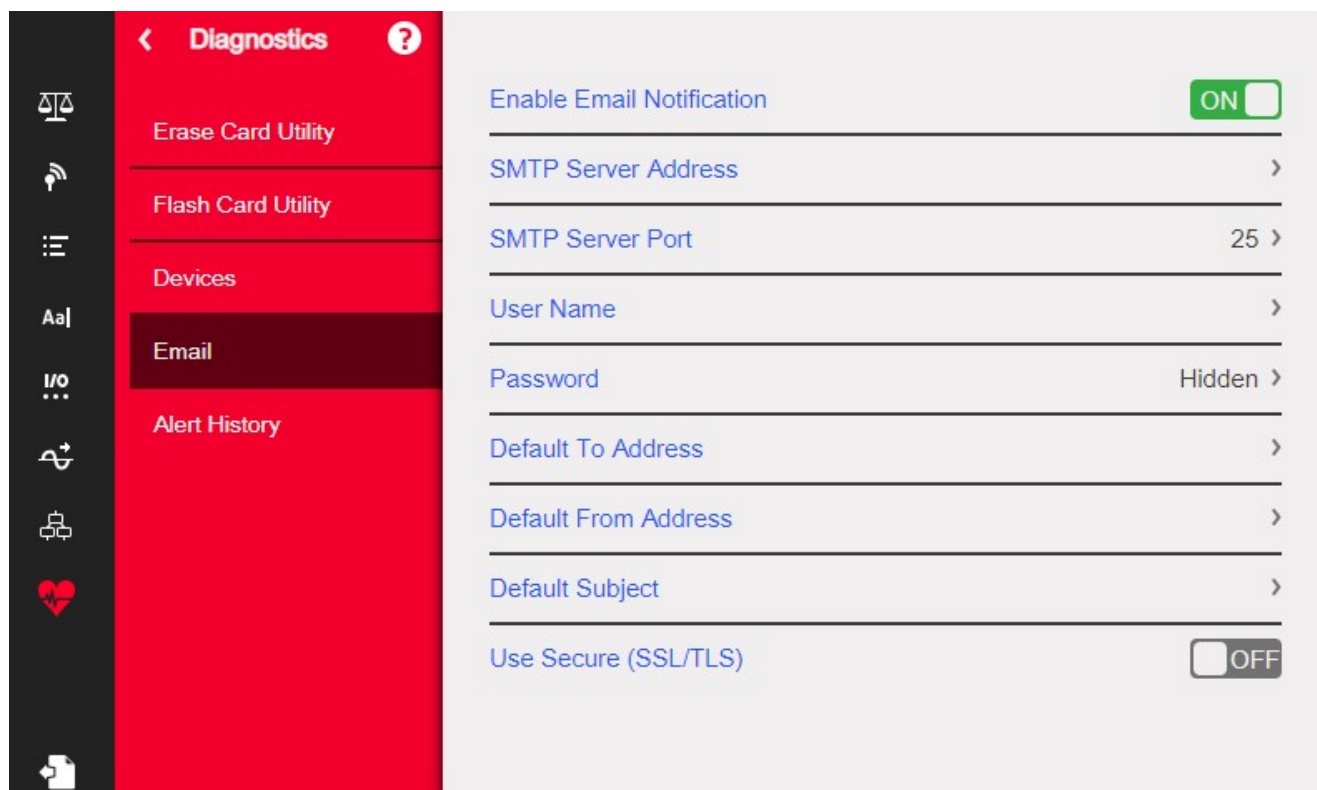 Diagnostics ?
Erase Card Utility
Flash Card Utility
Devices
Email
Alert History
Aa|
I/O
Enable Email Notification ON
SMTP Server Address
SMTP Server Port 25
User Name
Password Hidden
Default To Address
Default From Address
Default Subject
Use Secure (SSL/TLS) OFF